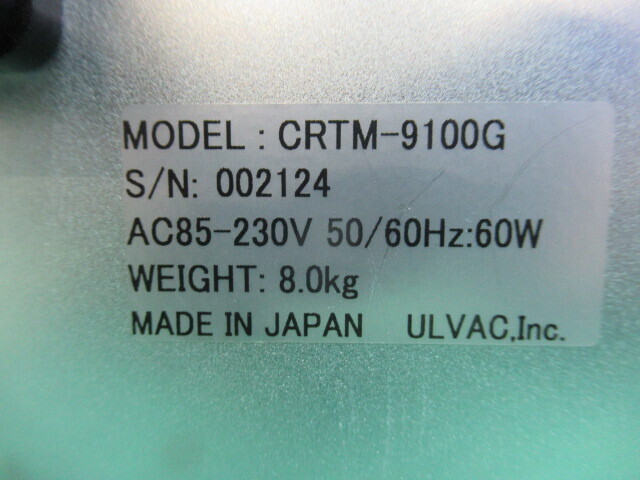 MODEL : CRTM-9100G
S/N: 002124
AC85-230V 50/60Hz:60W
WEIGHT: 8.0kg
MADE IN JAPAN ULVAC,Inc.